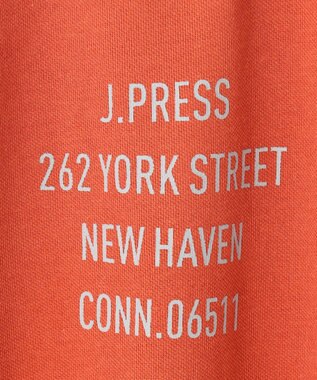 J.PRESS
262 YORK STREET
NEW HAVEN
CONN.06511